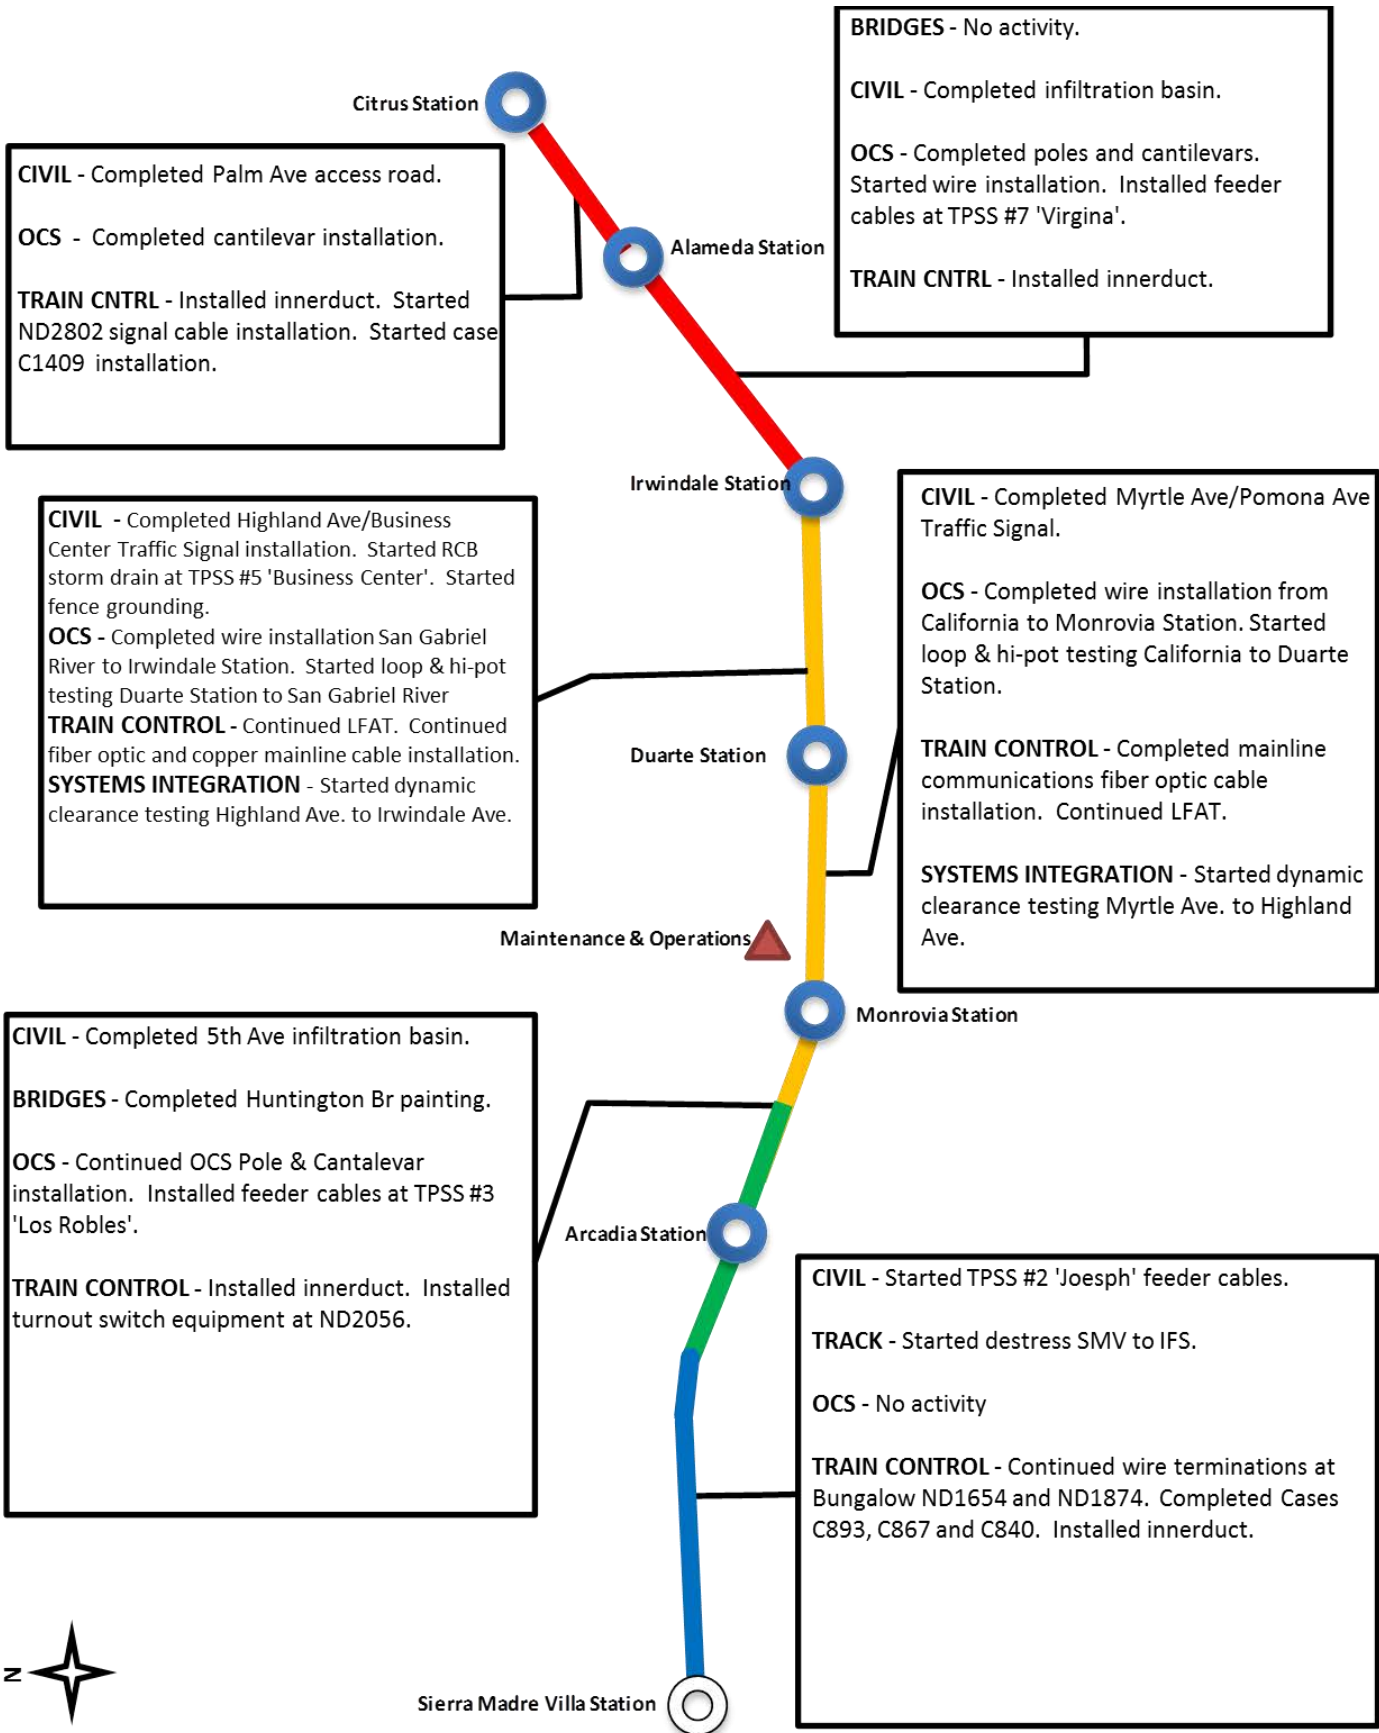 BRIDGES - No activity.
CIVIL - Completed infiltration basin.
OCS - Completed poles and cantilevars.
Started wire installation. Installed feeder
cables at TPSS #7 'Virgina'.
TRAIN CNTRL - Installed innerduct.
Citrus Station
CIVIL - Completed Palm Ave access road.
OCS - Completed cantilevar installation.
TRAIN CNTRL - Installed innerduct. Started
ND2802 signal cable installation. Started case
C1409 installation.
Alameda Station
Irwindale Station
CIVIL - Completed Highland Ave/Business
Center Traffic Signal installation. Started RCB
storm drain at TPSS #5 'Business Center'. Started
fence grounding.
OCS - Completed wire installation San Gabriel
River to Irwindale Station. Started loop & hi-pot
testing Duarte Station to San Gabriel River
TRAIN CONTROL - Continued LFAT. Continued
fiber optic and copper mainline cable installation.
SYSTEMS INTEGRATION - Started dynamic
clearance testing Highland Ave. to Irwindale Ave.
CIVIL - Completed Myrtle Ave/Pomona Ave
Traffic Signal.
OCS - Completed wire installation from
California to Monrovia Station. Started
loop & hi-pot testing California to Duarte
Station.
TRAIN CONTROL - Completed mainline
communications fiber optic cable
installation. Continued LFAT.
SYSTEMS INTEGRATION - Started dynamic
clearance testing Myrtle Ave. to Highland
Ave.
Duarte Station
Maintenance & Operations
Monrovia Station
CIVIL - Completed 5th Ave infiltration basin.
BRIDGES - Completed Huntington Br painting.
OCS - Continued OCS Pole & Cantalevar
installation. Installed feeder cables at TPSS #3
'Los Robles'.
TRAIN CONTROL - Installed innerduct. Installed
turnout switch equipment at ND2056.
Arcadia Station
CIVIL - Started TPSS #2 'Joesph' feeder cables.
TRACK - Started destress SMV to IFS.
OCS - No activity
TRAIN CONTROL - Continued wire terminations at
Bungalow ND1654 and ND1874. Completed Cases
C893, C867 and C840. Installed innerduct.
N
Sierra Madre Villa Station